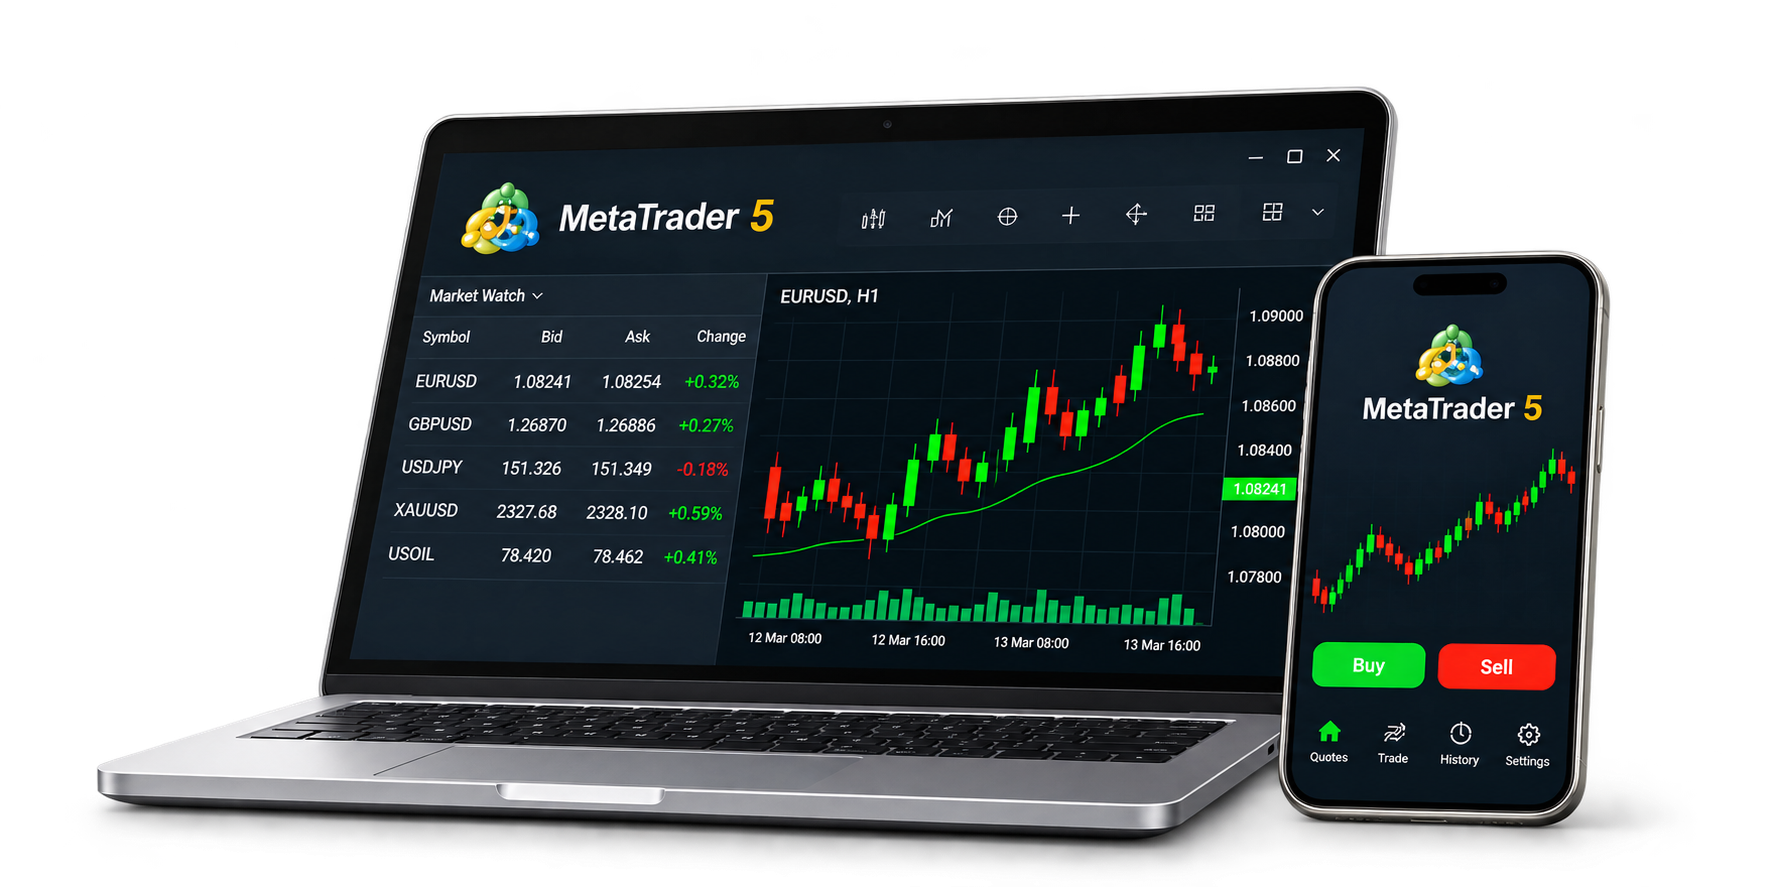 MetaTrader 5
Market Watch
Symbol Bid Ask Change
EURUSD 1.08241 1.08254 +0.32%
GBPUSD 1.26870 1.26886 +0.27%
USDJPY 151.326 151.349 -0.18%
XAUUSD 2327.68 2328.10 +0.59%
USOIL 78.420 78.462 +0.41%
EURUSD, H1
1.09000
1.08800
1.08600
1.08400
1.08241
1.08000
1.07800
12 Mar 08:00 12 Mar 16:00 13 Mar 08:00 13 Mar 16:00
MetaTrader 5
Buy Sell
Quotes Trade History Settings